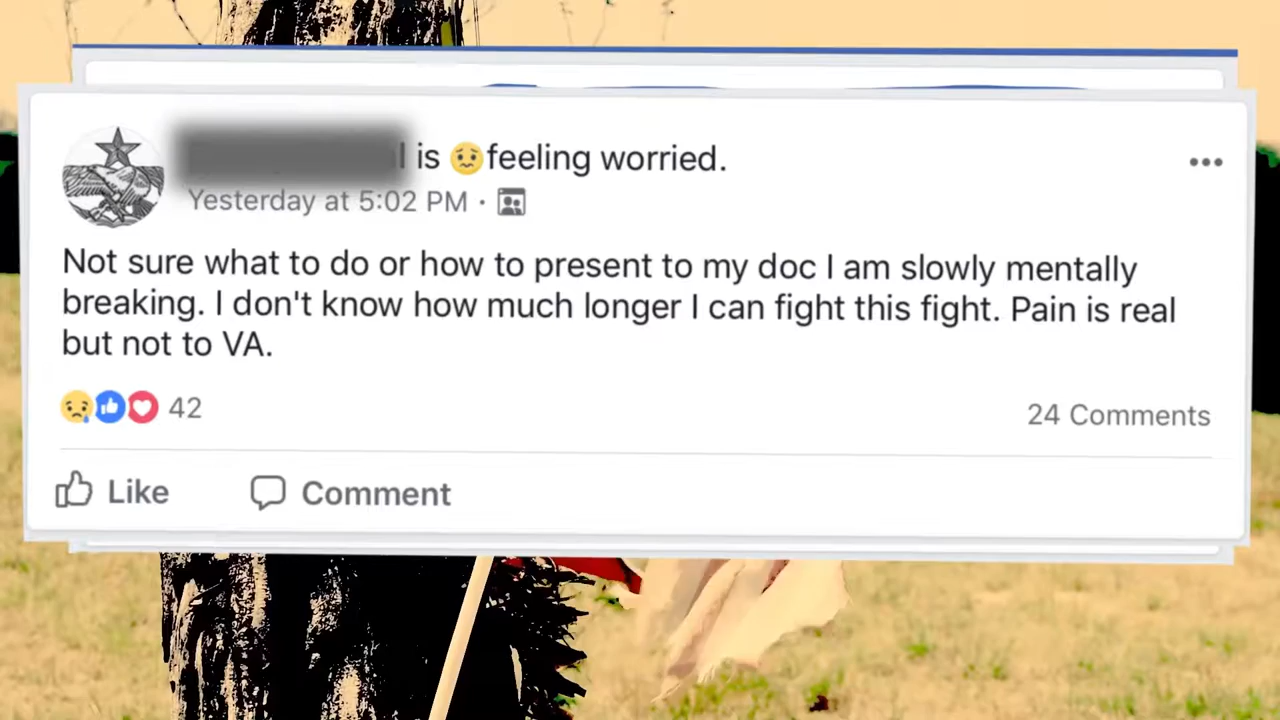 is feeling worried.
Yesterday at 5:02 PM ·
Not sure what to do or how to present to my doc I am slowly mentally
breaking. I don't know how much longer I can fight this fight. Pain is real
but not to VA.
42
24 Comments
Like
Comment